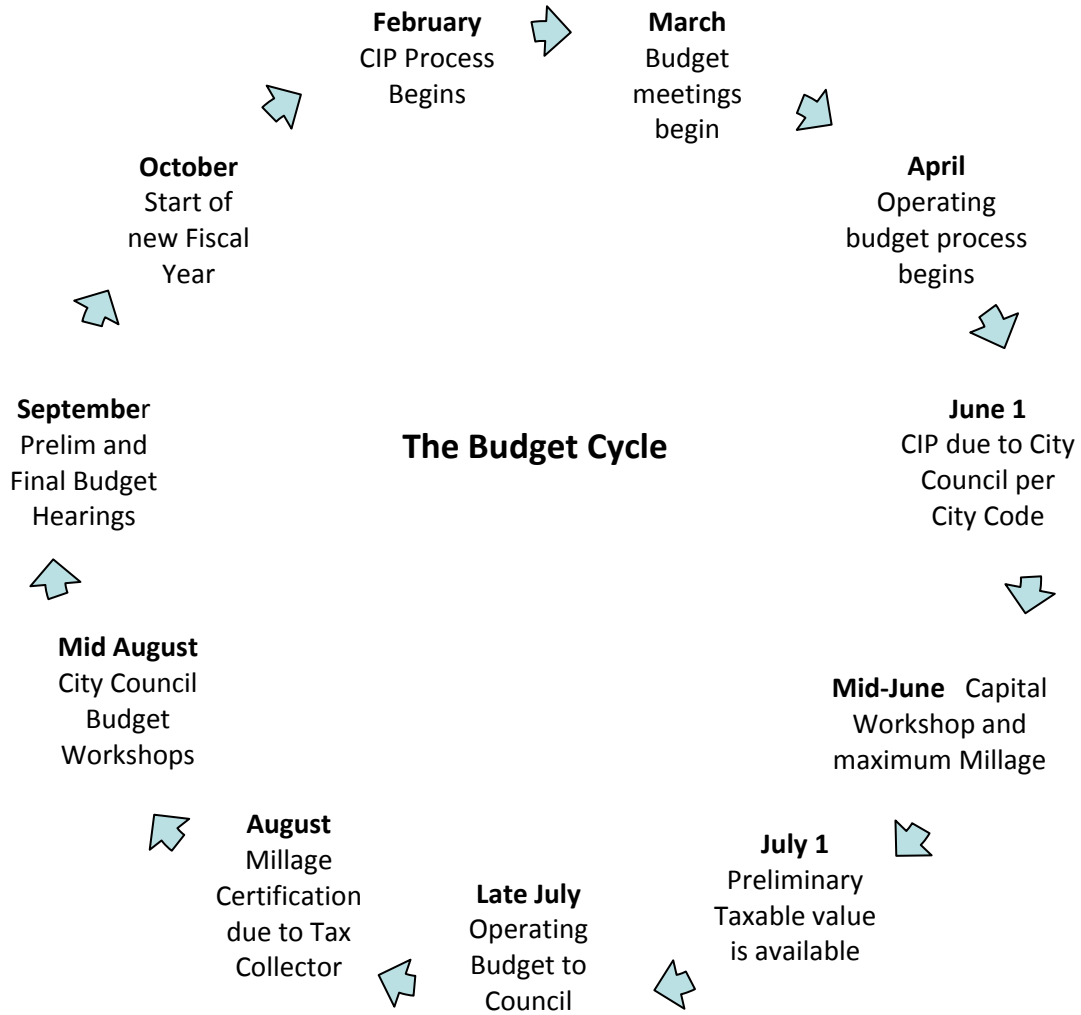 February
CIP Process
Begins
March
Budget
meetings
begin
April
Operating
budget process
begins
June 1
CIP due to City
Council per
City Code
Mid-June Capital
Workshop and
maximum Millage
July 1
Preliminary
Taxable value
is available
Late July
Operating
Budget to
Council
August
Millage
Certification
due to Tax
Collector
Mid August
City Council
Budget
Workshops
September
Prelim and
Final Budget
Hearings
October
Start of
new Fiscal
Year
The Budget Cycle